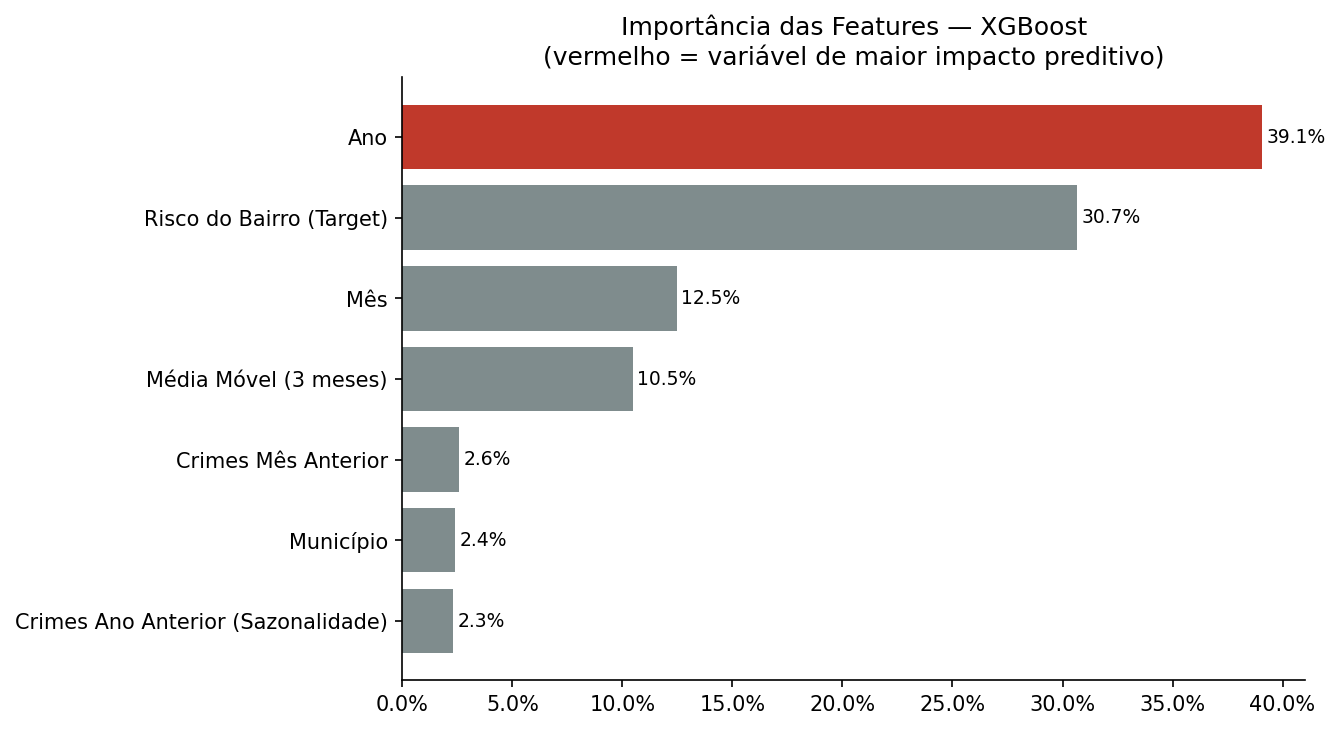 Importância das Features — XGBoost
(vermelho = variável de maior impacto preditivo)
Ano
39.1%
Risco do Bairro (Target)
30.7%
Mês
12.5%
Média Móvel (3 meses)
10.5%
Crimes Mês Anterior
2.6%
Município
2.4%
Crimes Ano Anterior (Sazonalidade)
2.3%
0.0% 5.0% 10.0% 15.0% 20.0% 25.0% 30.0% 35.0% 40.0%